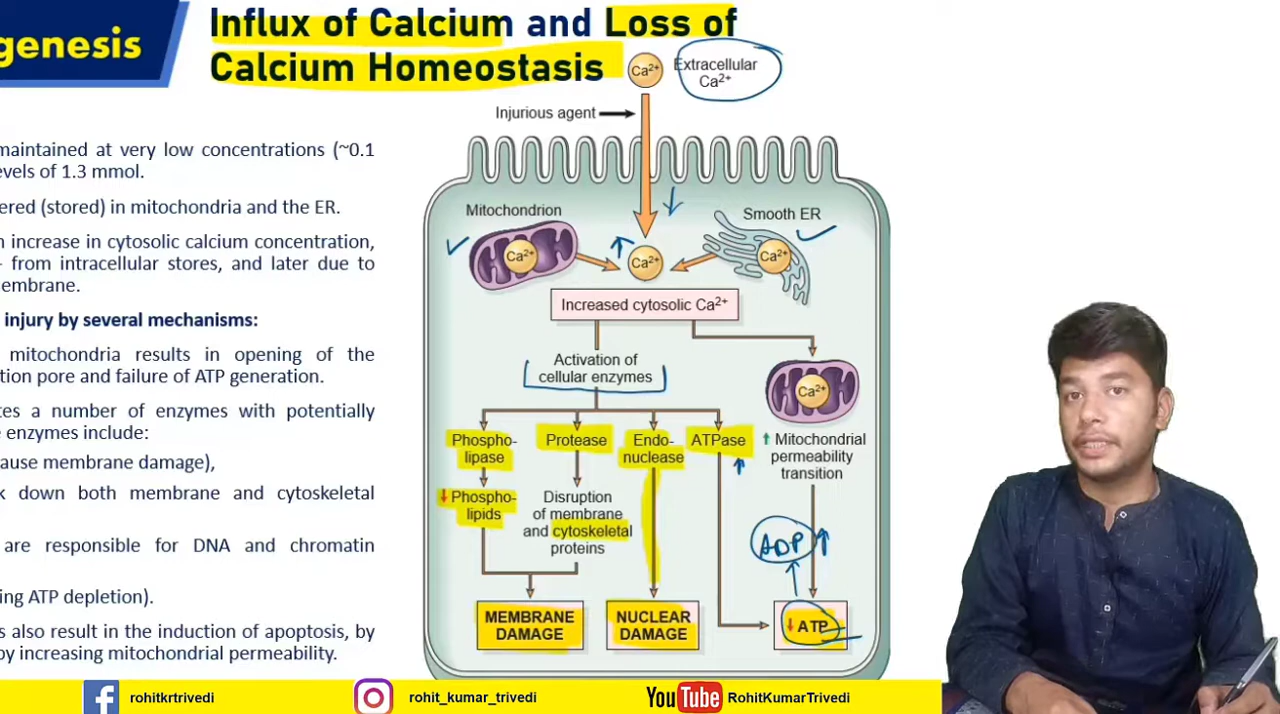 genesis
Influx of Calcium and Loss of
Calcium Homeostasis
maintained at very low concentrations (~0.1
evels of 1.3 mmol.
ered (stored) in mitochondria and the ER.
n increase in cytosolic calcium concentration,
from intracellular stores, and later due to
embrane.
injury by several mechanisms:
mitochondria results in opening of the
tion pore and failure of ATP generation.
tes a number of enzymes with potentially
e enzymes include:
ause membrane damage),
k down both membrane and cytoskeletal
are responsible for DNA and chromatin
ing ATP depletion).
s also result in the induction of apoptosis, by
by increasing mitochondrial permeability.
Ca²⁺
Extracellular
Ca²⁺
Injurious agent
Mitochondrion
Smooth ER
Ca²⁺
Ca²⁺
Ca²⁺
Increased cytosolic Ca²⁺
Activation of
cellular enzymes
Ca²⁺
Phospho-
lipase
Protease
Endo-
nuclease
ATPase
↑ Mitochondrial
permeability
transition
↓ Phospho-
lipids
Disruption
of membrane
and cytoskeletal
proteins
ADP ↑
MEMBRANE
DAMAGE
NUCLEAR
DAMAGE
↓ ATP
rohitkrtrivedi
rohit_kumar_trivedi
YouTube RohitKumarTrivedi